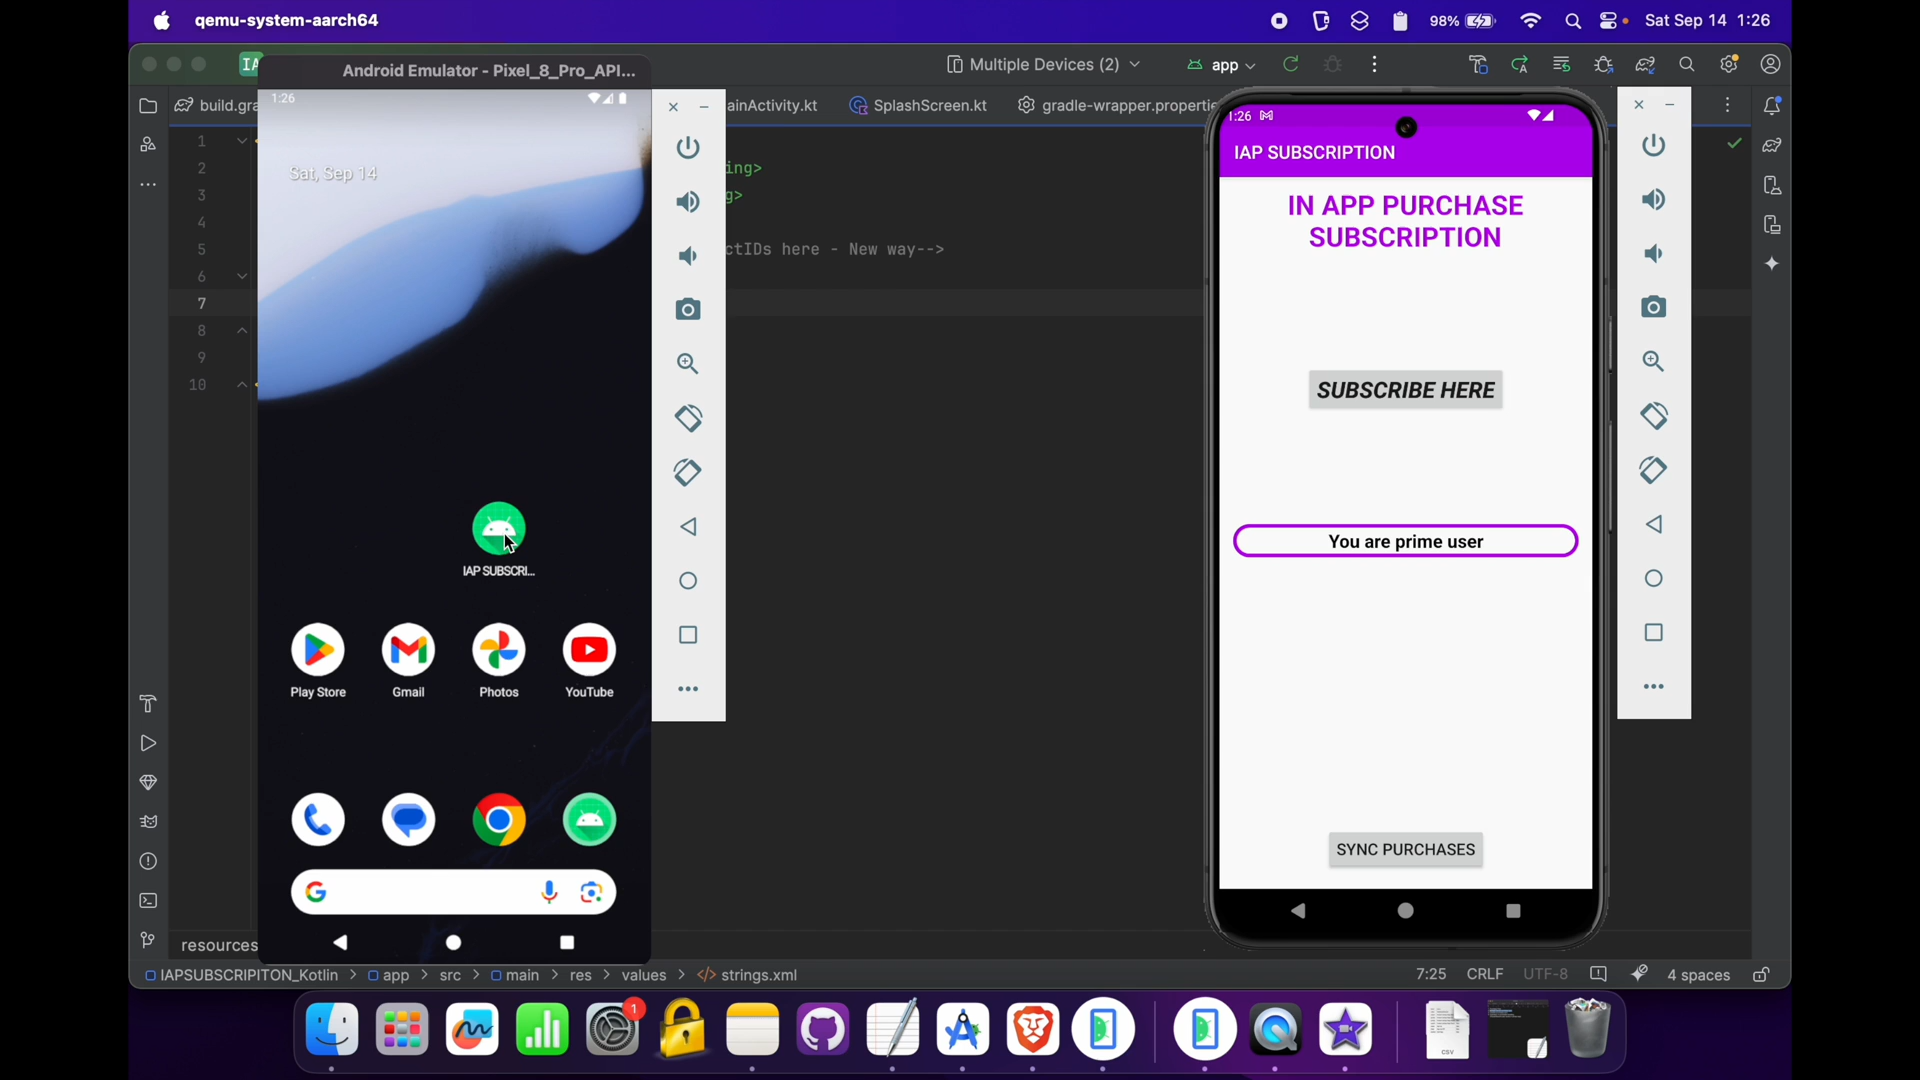 qemu-system-aarch64
98%
Sat Sep 14 1:26
IA
Android Emulator - Pixel_8_Pro_API...
Multiple Devices (2)
app
build.gra
ainActivity.kt
SplashScreen.kt
gradle-wrapper.propertie
1
2
3
4
5
6
7
8
9
10
ing>
g>
ctIDs here - New way-->
1:26
Sat, Sep 14
IAP SUBSCRI...
Play Store
Gmail
Photos
YouTube
1:26
IAP SUBSCRIPTION
IN APP PURCHASE
SUBSCRIPTION
SUBSCRIBE HERE
You are prime user
SYNC PURCHASES
resources
IAPSUBSCRIPITON_Kotlin > app > src > main > res > values > strings.xml
7:25 CRLF UTF-8 4 spaces
1
CSV